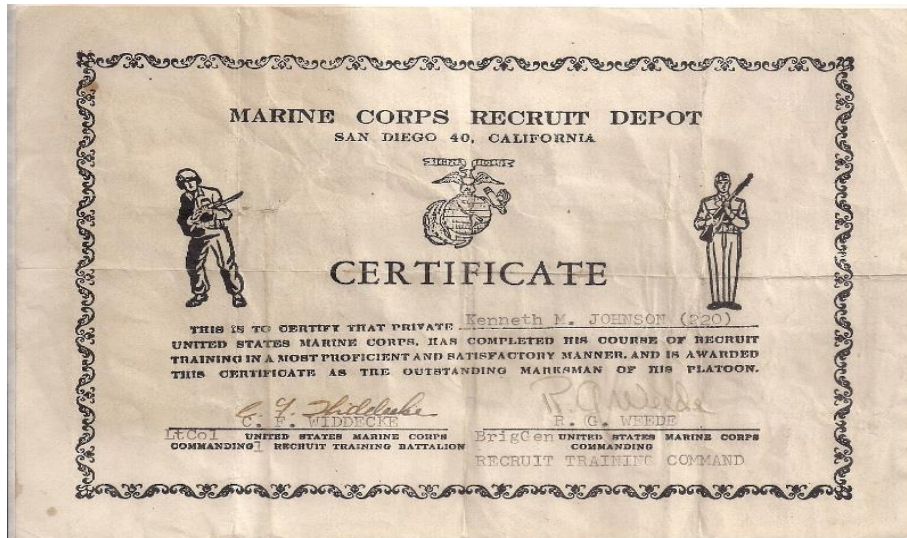 MARINE CORPS RECRUIT DEPOT
SAN DIEGO 40, CALIFORNIA
CERTIFICATE
THIS IS TO CERTIFY THAT PRIVATE Kenneth M. JOHNSON (220)
UNITED STATES MARINE CORPS, HAS COMPLETED HIS COURSE OF RECRUIT
TRAINING IN A MOST PROFICIENT AND SATISFACTORY MANNER, AND IS AWARDED
THIS CERTIFICATE AS THE OUTSTANDING MARKSMAN OF HIS PLATOON.
C. F. Widdecke
C. F. WIDDECKE R. G. WEEDE
LtCol UNITED STATES MARINE CORPS BrigGen UNITED STATES MARINE CORPS
COMMANDING 1 RECRUIT TRAINING BATTALION COMMANDING
RECRUIT TRAINING COMMAND